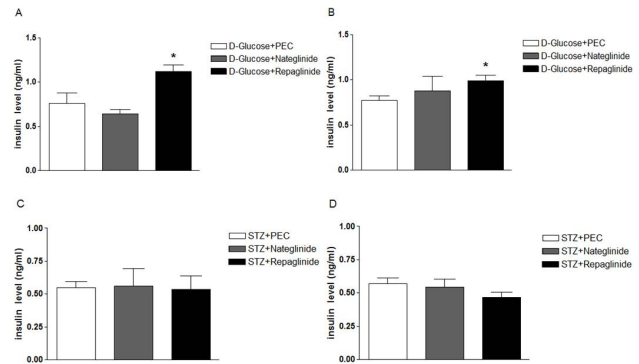 A
insulin level (ng/ml)
1.5
1.0
0.5
0.0
*
D-Glucose+PEC
D-Glucose+Nateglinide
D-Glucose+Repaglinide
B
insulin level (ng/ml)
1.5
1.0
0.5
0.0
*
D-Glucose+PEC
D-Glucose+Nateglinide
D-Glucose+Repaglinide
C
insulin level (ng/ml)
1.00
0.75
0.50
0.25
0.00
STZ+PEC
STZ+Nateglinide
STZ+Repaglinide
D
insulin level (ng/ml)
1.00
0.75
0.50
0.25
0.00
STZ+PEC
STZ+Nateglinide
STZ+Repaglinide